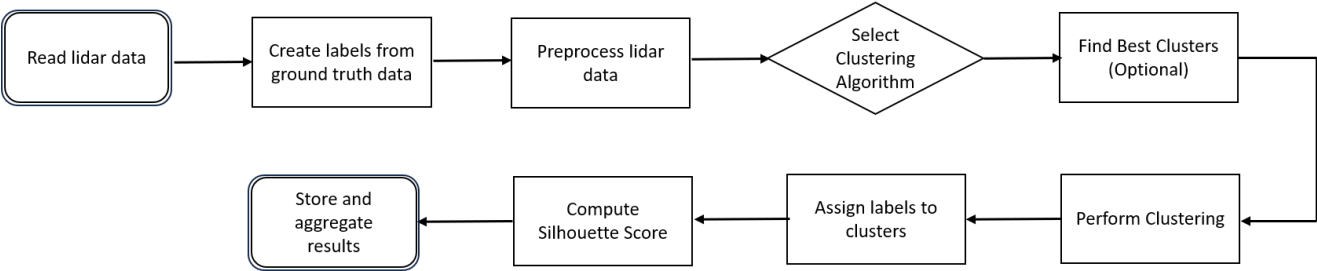 Read lidar data
Create labels from
ground truth data
Preprocess lidar
data
Select
Clustering
Algorithm
Find Best Clusters
(Optional)
Perform Clustering
Assign labels to
clusters
Compute
Silhouette Score
Store and
aggregate
results